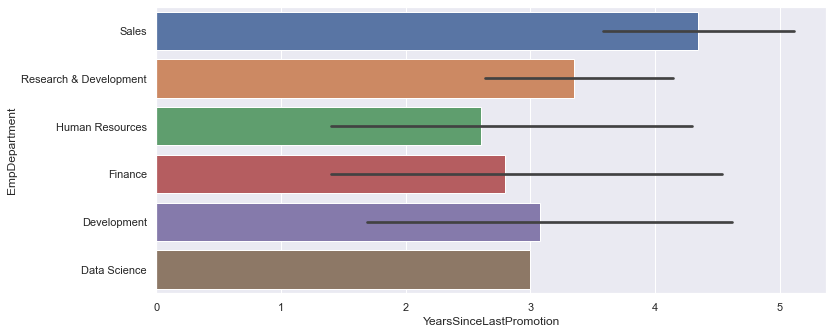 Sales
Research & Development
Human Resources
Finance
Development
Data Science
EmpDepartment
0 1 2 3 4 5
YearsSinceLastPromotion